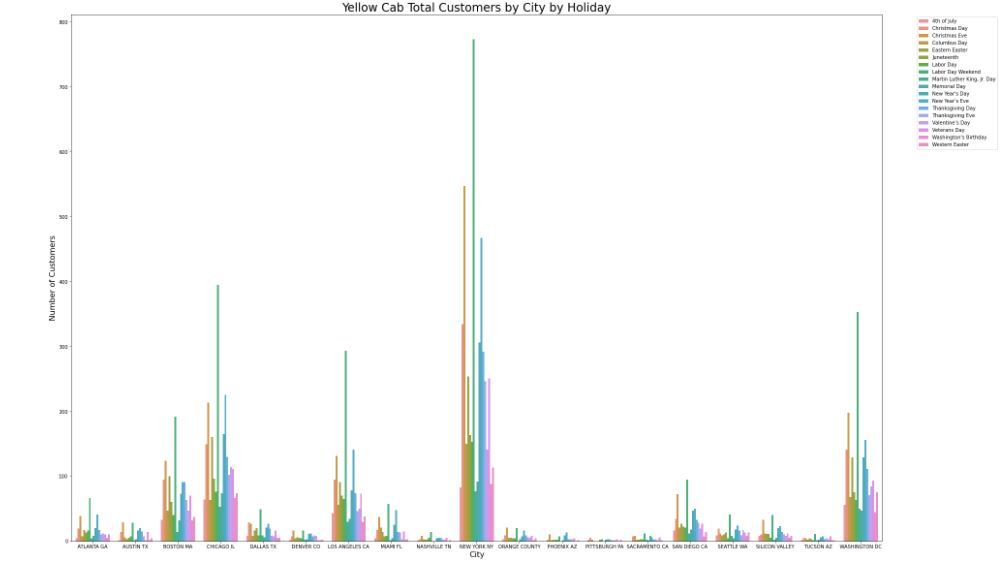 Yellow Cab Total Customers by City by Holiday
800
700
600
500
400
300
200
100
0
Number of Customers
ATLANTA GA
AUSTIN TX
BOSTON MA
CHICAGO IL
DALLAS TX
DENVER CO
LOS ANGELES CA
MIAMI FL
NASHVILLE TN
NEW YORK NY
ORANGE COUNTY
PHOENIX AZ
PITTSBURGH PA
SACRAMENTO CA
SAN DIEGO CA
SEATTLE WA
SILICON VALLEY
TUCSON AZ
WASHINGTON DC
City
4th of July
Christmas Day
Christmas Eve
Columbus Day
Eastern Easter
Juneteenth
Labor Day
Labor Day Weekend
Martin Luther King, Jr. Day
Memorial Day
New Year's Day
New Year's Eve
Thanksgiving Day
Thanksgiving Eve
Valentine's Day
Veterans Day
Washington's Birthday
Western Easter